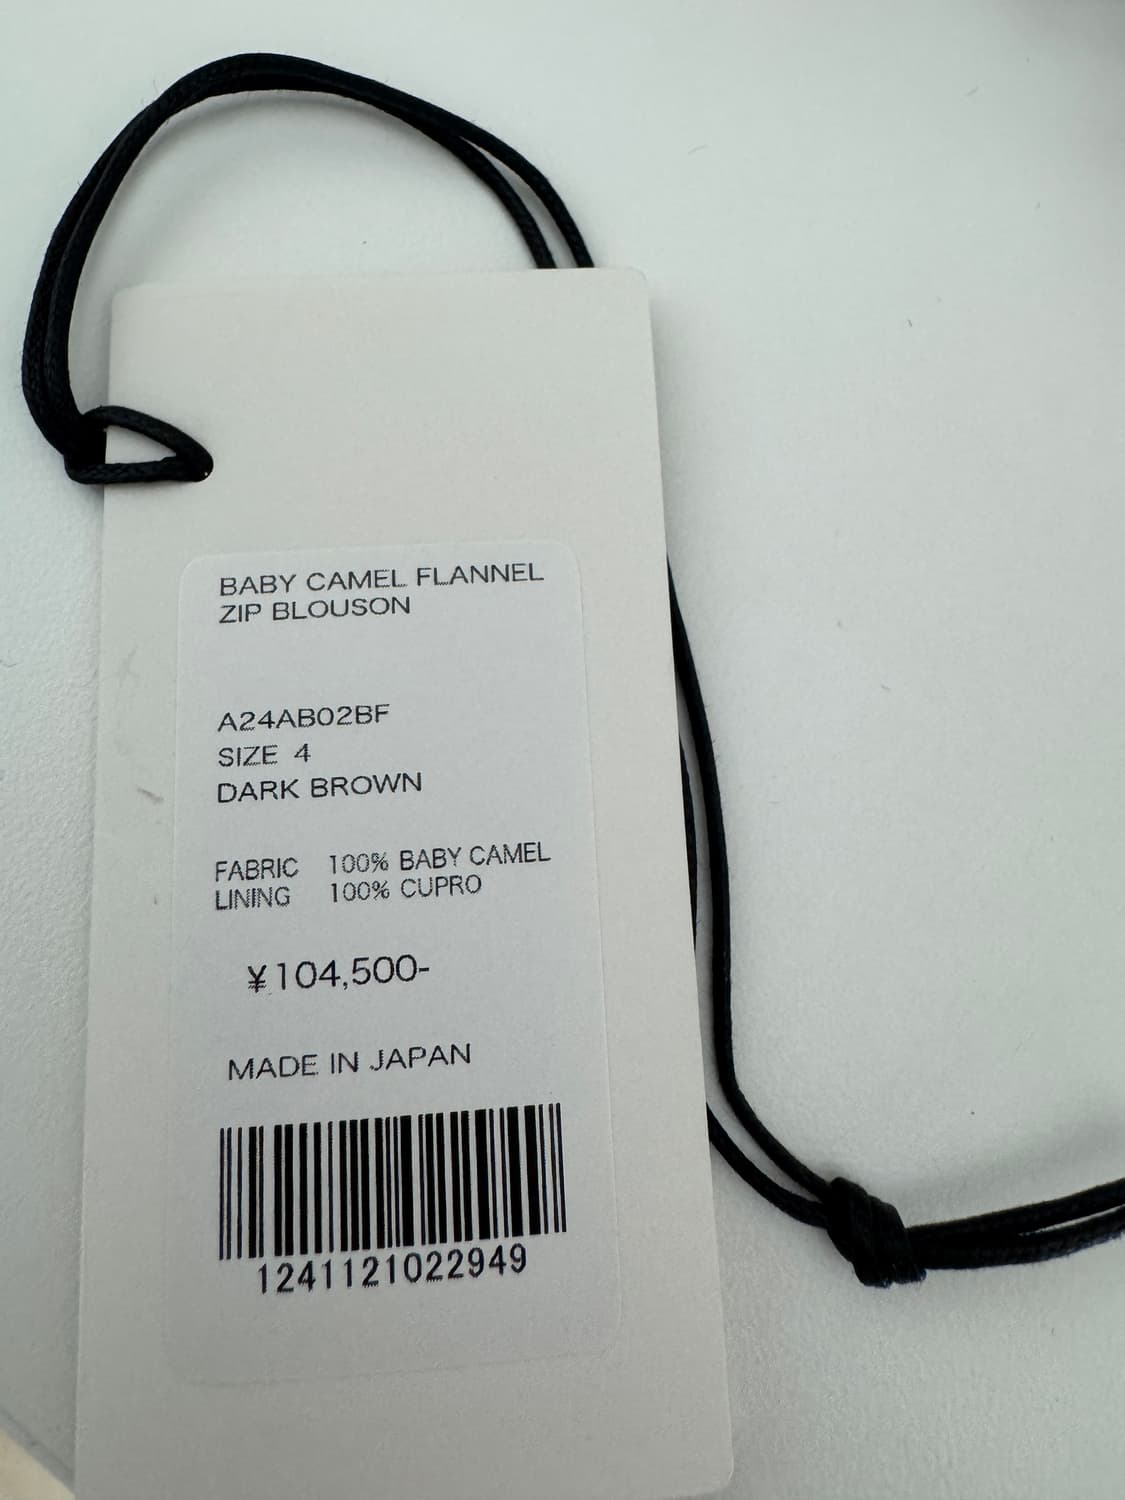 BABY CAMEL FLANNEL
ZIP BLOUSON
A24AB02BF
SIZE 4
DARK BROWN
FABRIC 100% BABY CAMEL
LINING 100% CUPRO
¥104,500-
MADE IN JAPAN
1241121022949